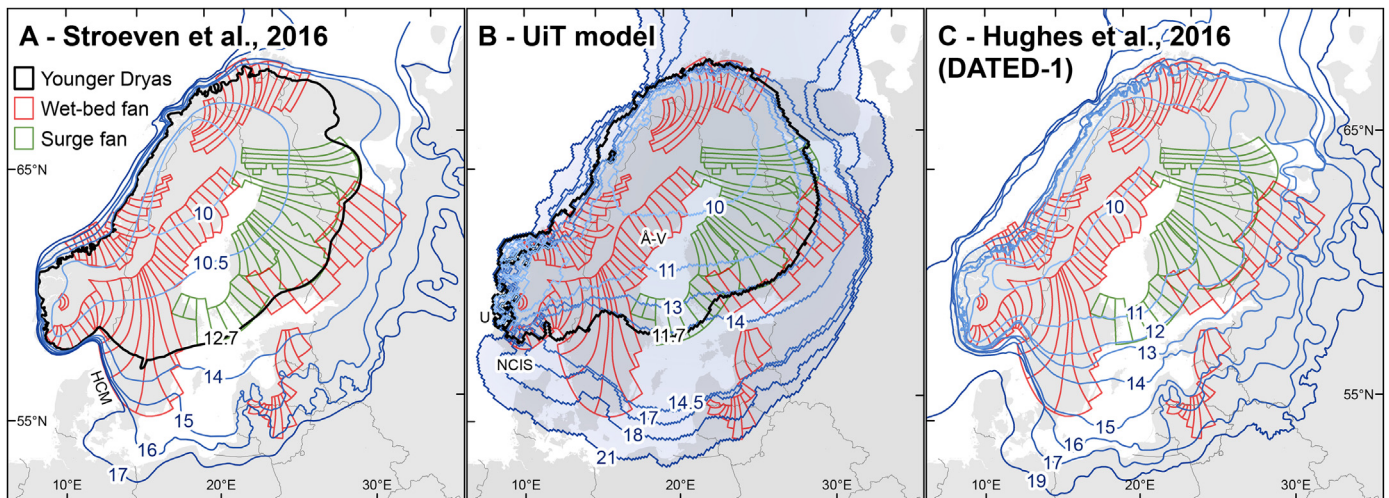 A - Stroeven et al., 2016
Younger Dryas
Wet-bed fan
Surge fan
65°N
10
10.5
12.7
14
HCM
15
55°N
16
17
10°E
20°E
30°E
B - UiT model
10
Å-V
11
13
U
14
11.7
NCIS
14.5
17
18
21
20°E
30°E
C - Hughes et al., 2016
(DATED-1)
65°N
10
11
12
13
14
55°N
15
16
17
19
10°E
20°E
30°E